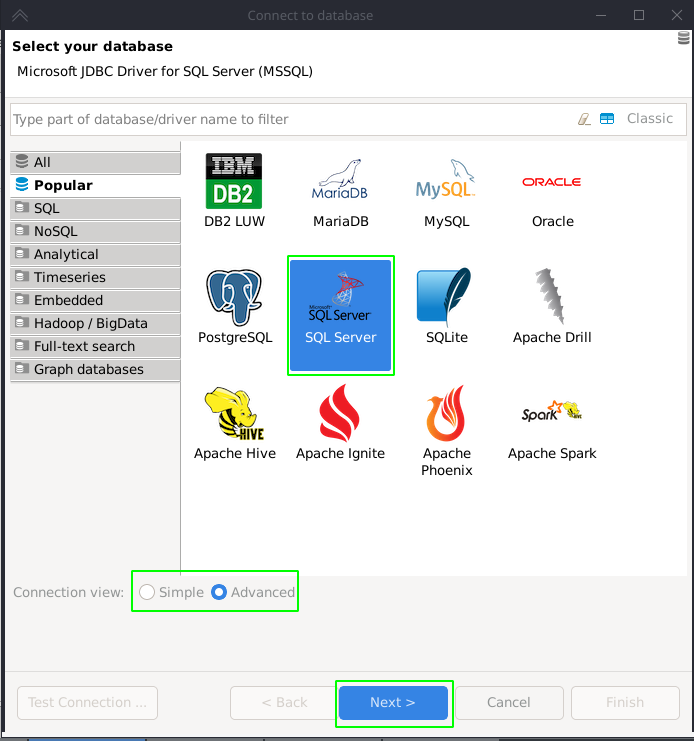 Connect to database
Select your database
Microsoft JDBC Driver for SQL Server (MSSQL)
Type part of database/driver name to filter
Classic
All
Popular
SQL
NoSQL
Analytical
Timeseries
Embedded
Hadoop / BigData
Full-text search
Graph databases
IBM
DB2
DB2 LUW
MariaDB
MariaDB
MySQL
MySQL
ORACLE
Oracle
PostgreSQL
Microsoft
SQL Server
SQL Server
SQLite
Apache Drill
HIVE
Apache Hive
Apache Ignite
Apache
Phoenix
Spark
Apache Spark
Connection view:
Simple
Advanced
Test Connection ...
< Back
Next >
Cancel
Finish